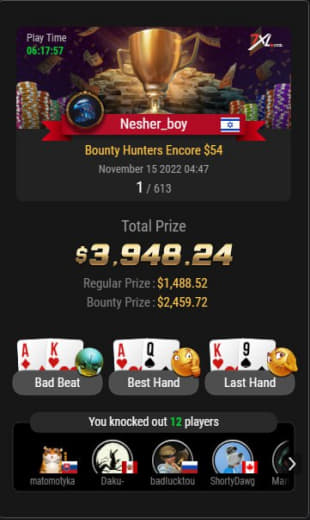 Play Time
06:17:57
Nesher_boy
Bounty Hunters Encore $54
November 15 2022 04:47
1 / 613
Total Prize
$3,948.24
Regular Prize : $1,488.52
Bounty Prize : $2,459.72
A K
A Q
K 9
Bad Beat
Best Hand
Last Hand
You knocked out 12 players
matomotyka
Daku-
badlucktou
ShortyDawg
Mar